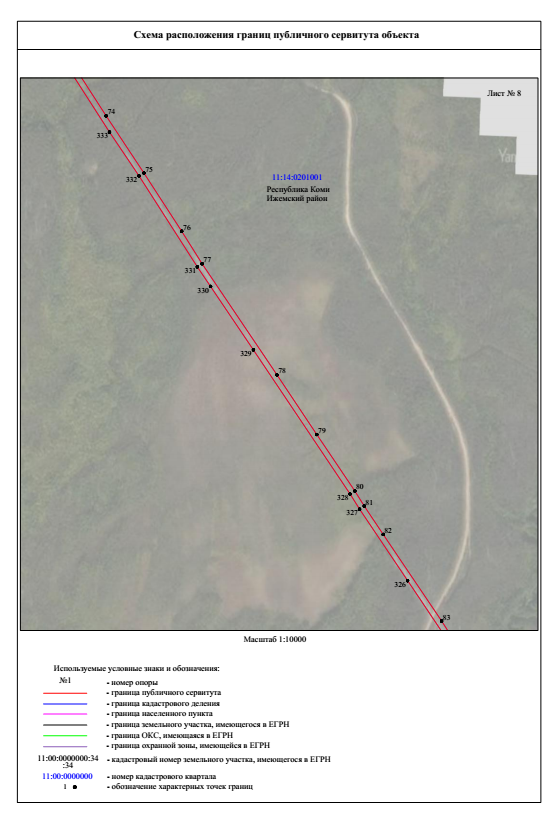 Схема расположения границ публичного сервитута объекта
Лист № 8
Yan
74
333
75
332
11:14:0201001
Республика Коми
Ижемский район
76
77
331
330
329
78
79
80
328
81
327
82
326
83
Масштаб 1:10000
Используемые условные знаки и обозначения:
№1 - номер опоры
- граница публичного сервитута
- граница кадастрового деления
- граница населенного пункта
- граница земельного участка, имеющегося в ЕГРН
- граница ОКС, имеющаяся в ЕГРН
- граница охранной зоны, имеющейся в ЕГРН
11:00:0000000:34 - кадастровый номер земельного участка, имеющегося в ЕГРН
:34
11:00:0000000 - номер кадастрового квартала
1 - обозначение характерных точек границ